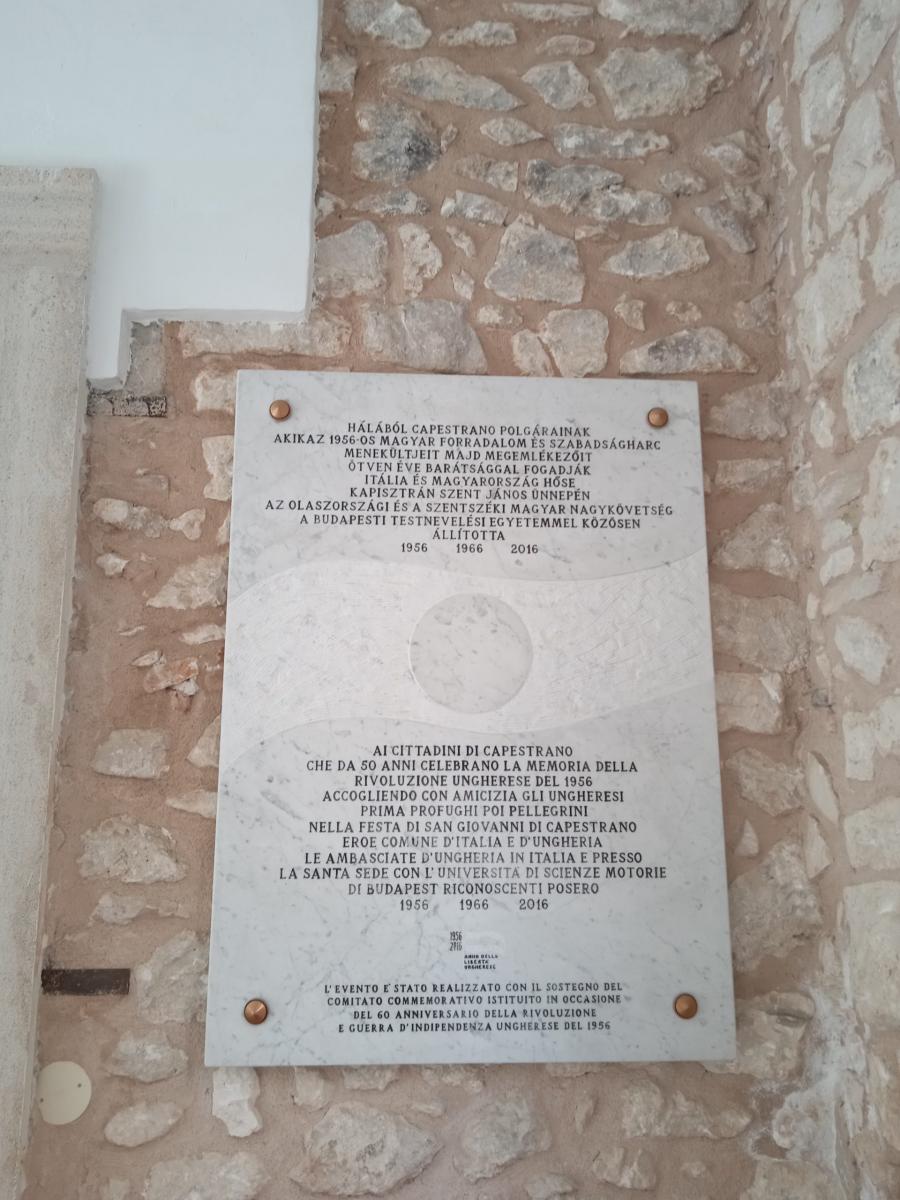 HÁLÁBÓL CAPESTRANO POLGÁRAINAK
AKIKAZ 1956-OS MAGYAR FORRADALOM ÉS SZABADSÁGHARC
MENEKÜLTJEIT MAJD MEGEMLÉKEZŐIT
ÖTVEN ÉVE BARÁTSÁGGAL FOGADJÁK
ITÁLIA ÉS MAGYARORSZÁG HŐSE
KAPISZTRÁN SZENT JÁNOS ÜNNEPÉN
AZ OLASZORSZÁGI ÉS A SZENTSZÉKI MAGYAR NAGYKÖVETSÉG
A BUDAPESTI TESTNEVELÉSI EGYETEMMEL KÖZÖSEN
ÁLLÍTOTTA
1956 1966 2016
AI CITTADINI DI CAPESTRANO
CHE DA 50 ANNI CELEBRANO LA MEMORIA DELLA
RIVOLUZIONE UNGHERESE DEL 1956
ACCOGLIENDO CON AMICIZIA GLI UNGHERESI
PRIMA PROFUGHI POI PELLEGRINI
NELLA FESTA DI SAN GIOVANNI DI CAPESTRANO
EROE COMUNE D'ITALIA E D'UNGHERIA
LE AMBASCIATE D'UNGHERIA IN ITALIA E PRESSO
LA SANTA SEDE CON L'UNIVERSITÀ DI SCIENZE MOTORIE
DI BUDAPEST RICONOSCENTI POSERO
1956 1966 2016
1956
2016
ANNO DELLA
LIBERTÀ
UNGHERESE
L'EVENTO E' STATO REALIZZATO CON IL SOSTEGNO DEL
COMITATO COMMEMORATIVO ISTITUITO IN OCCASIONE
DEL 60 ANNIVERSARIO DELLA RIVOLUZIONE
E GUERRA D'INDIPENDENZA UNGHERESE DEL 1956